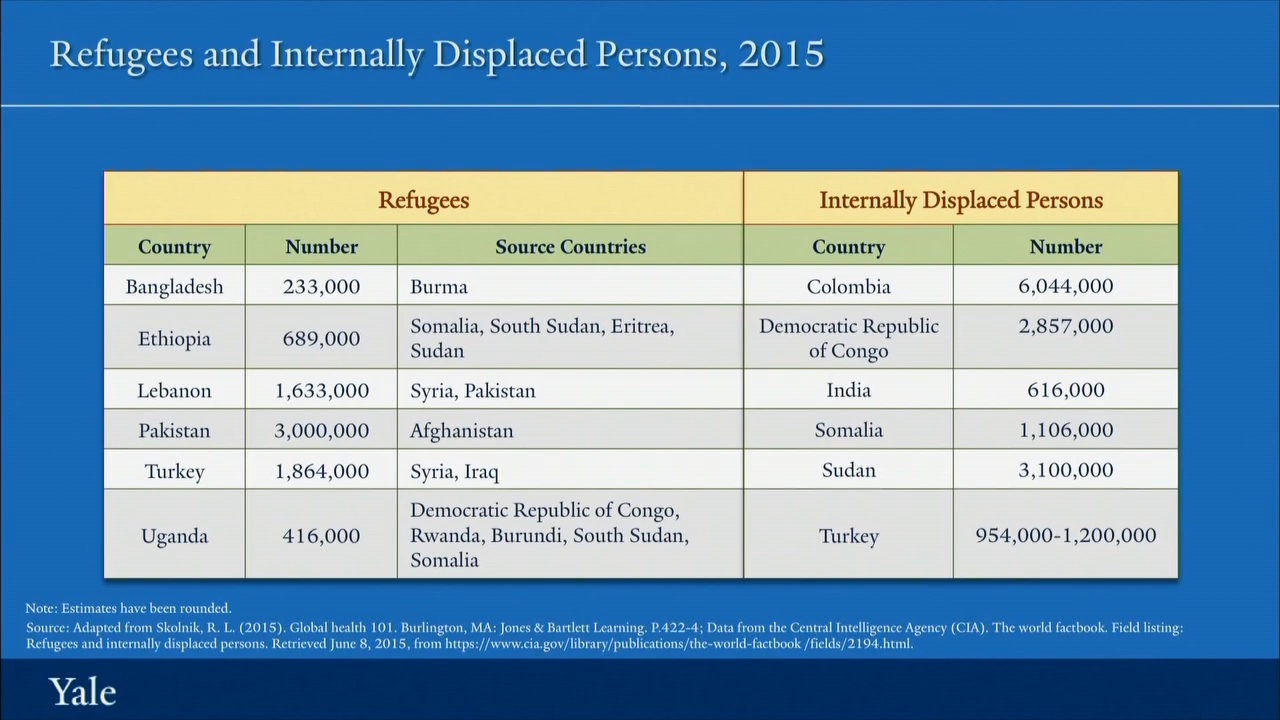 Refugees and Internally Displaced Persons, 2015
Refugees Internally Displaced Persons
Country Number Source Countries Country Number
Bangladesh 233,000 Burma Colombia 6,044,000
Ethiopia 689,000 Somalia, South Sudan, Eritrea, Democratic Republic 2,857,000
Sudan of Congo
Lebanon 1,633,000 Syria, Pakistan India 616,000
Pakistan 3,000,000 Afghanistan Somalia 1,106,000
Turkey 1,864,000 Syria, Iraq Sudan 3,100,000
Democratic Republic of Congo,
Uganda 416,000 Rwanda, Burundi, South Sudan, Turkey 954,000-1,200,000
Somalia
Note: Estimates have been rounded.
Source: Adapted from Skolnik, R. L. (2015). Global health 101. Burlington, MA: Jones & Bartlett Learning. P.422-4; Data from the Central Intelligence Agency (CIA). The world factbook. Field listing:
Refugees and internally displaced persons. Retrieved June 8, 2015, from https://www.cia.gov/library/publications/the-world-factbook /fields/2194.html.
Yale